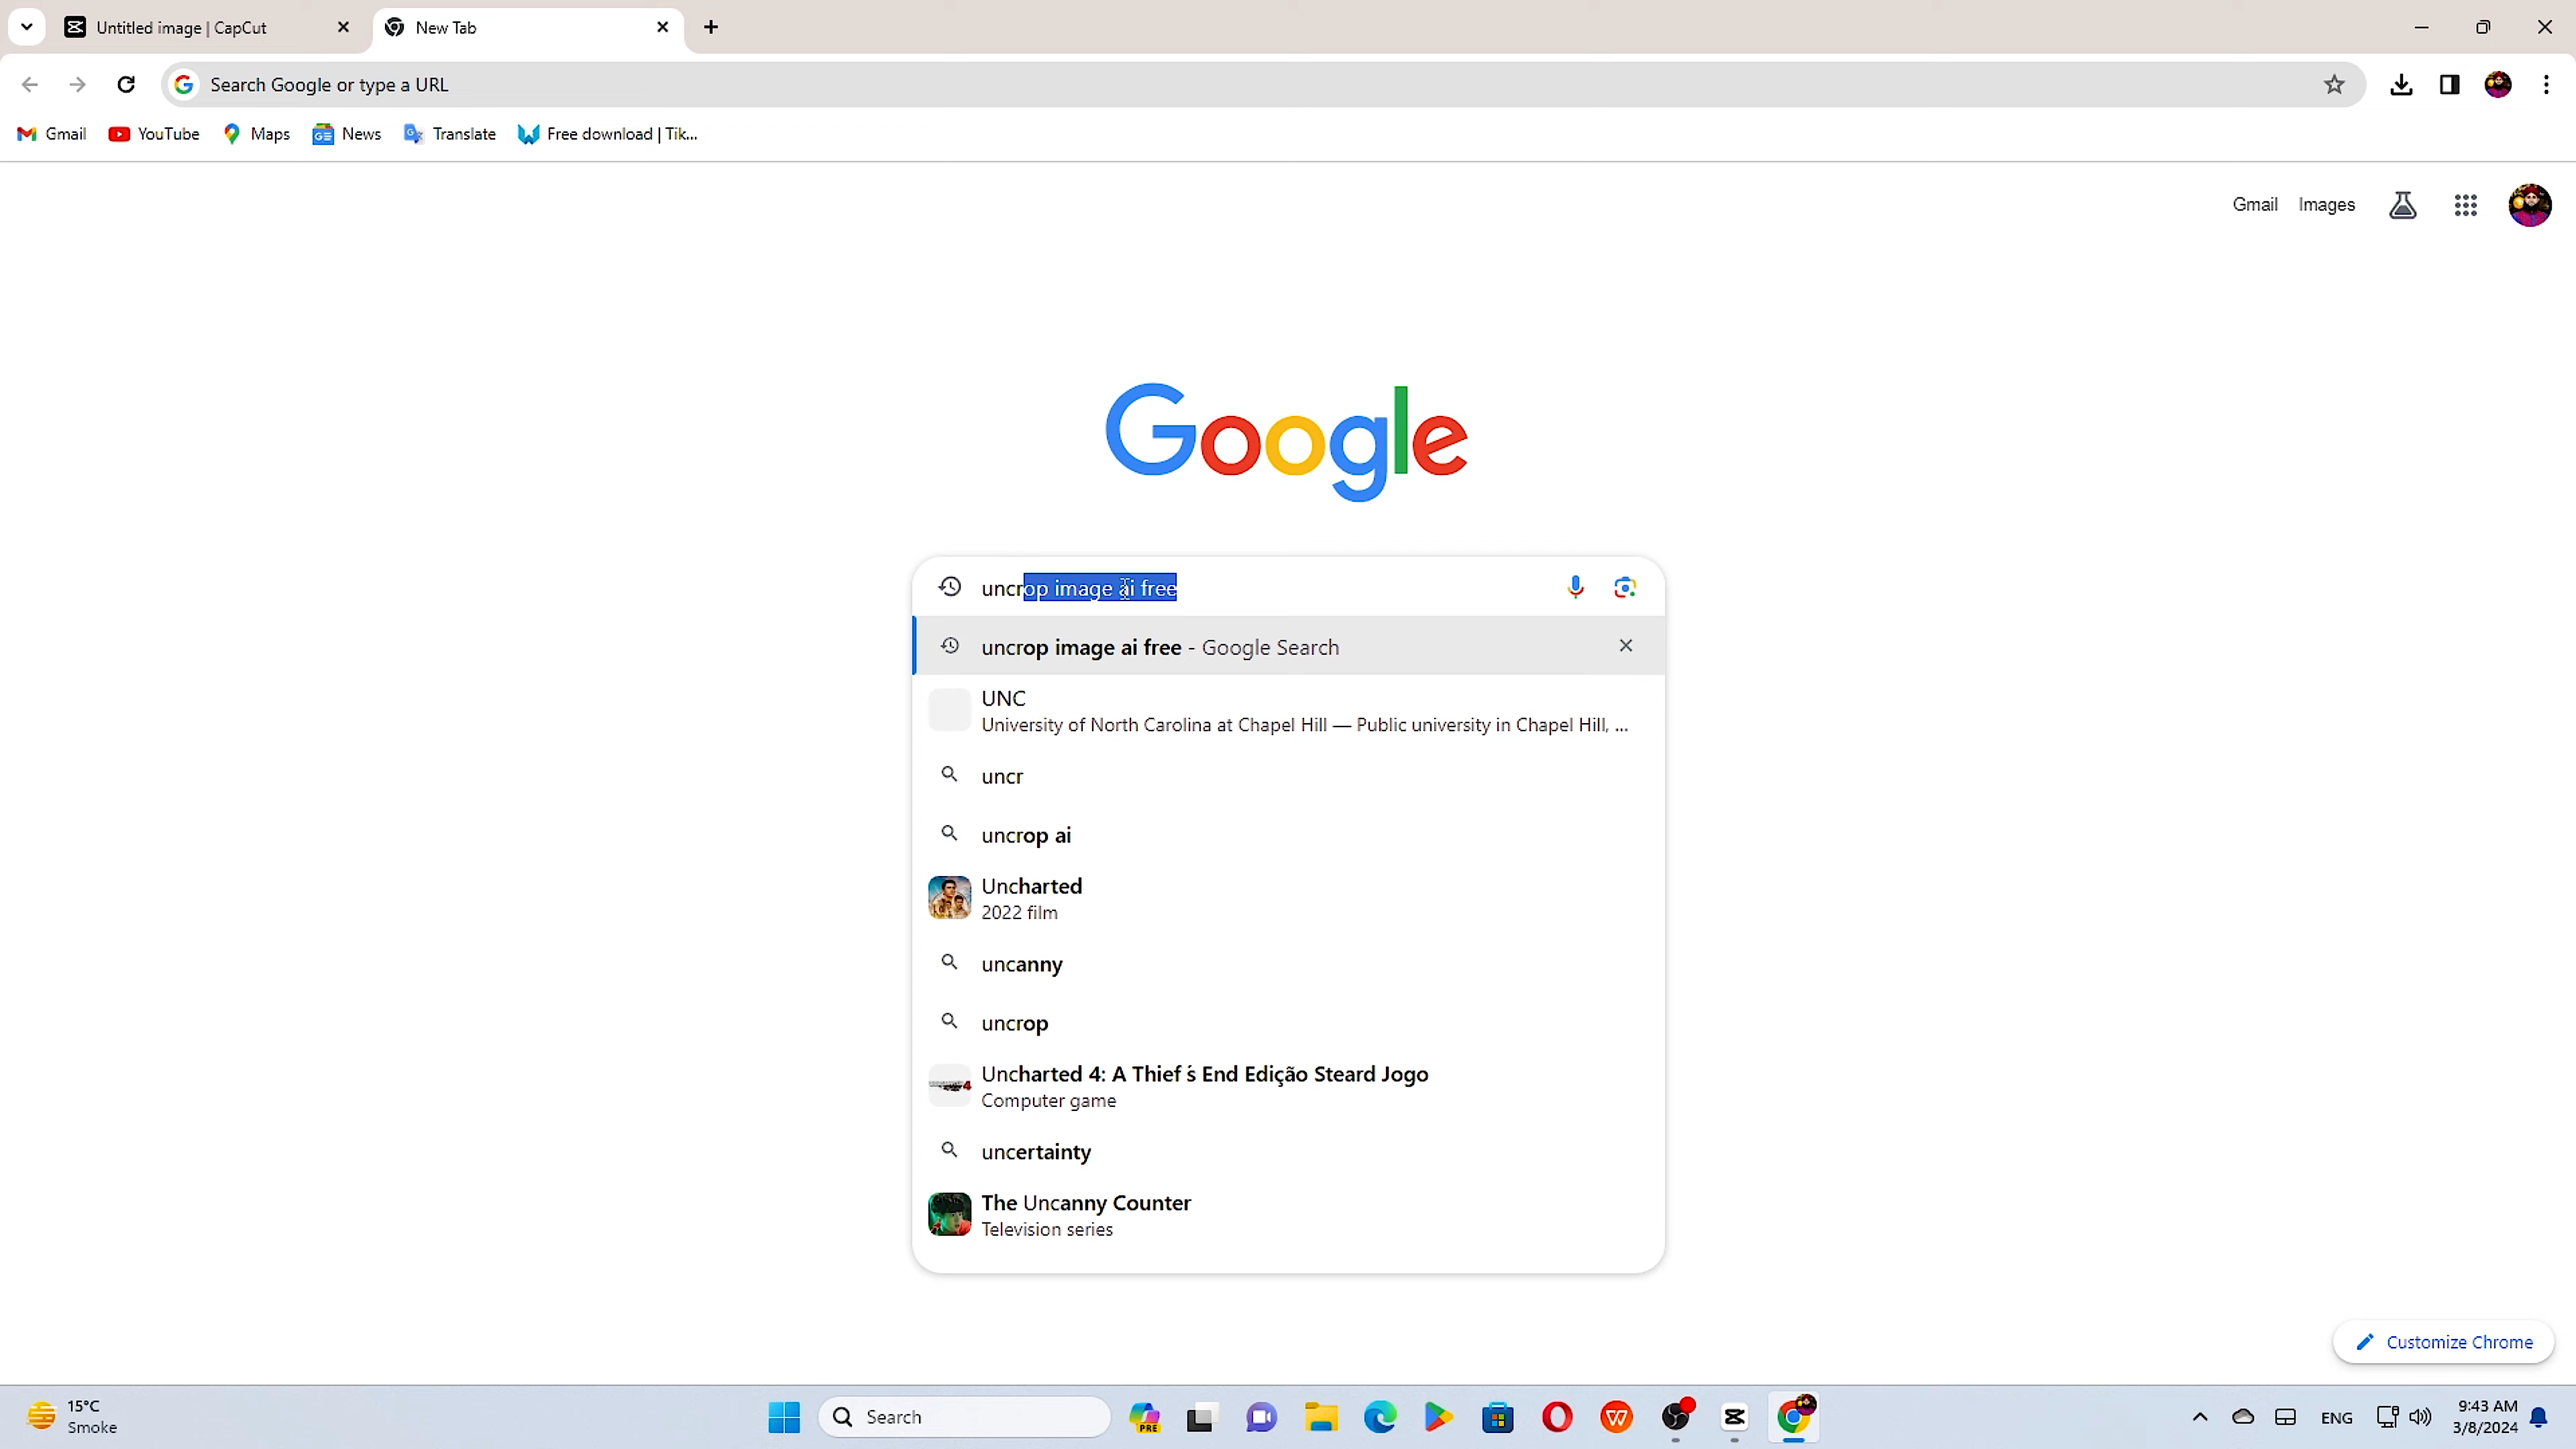 Untitled image | CapCut
New Tab
Search Google or type a URL
Gmail
YouTube
Maps
News
Translate
Free download | Tik...
Gmail
Images
Google
uncrop image ai free
uncrop image ai free - Google Search
UNC
University of North Carolina at Chapel Hill — Public university in Chapel Hill, ...
uncr
uncrop ai
Uncharted
2022 film
uncanny
uncrop
Uncharted 4: A Thief ́s End Edição Steard Jogo
Computer game
uncertainty
The Uncanny Counter
Television series
Customize Chrome
15°C
Smoke
Search
PRE
ENG
9:43 AM
3/8/2024